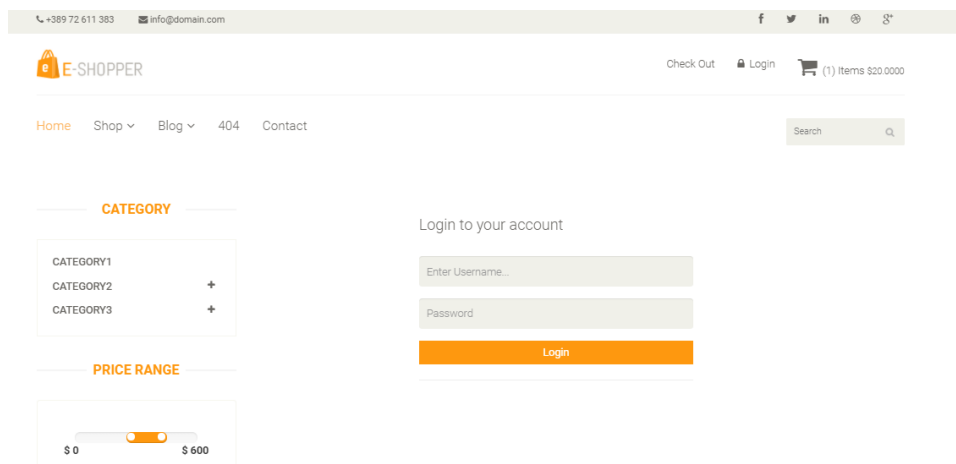 +389 72 611 383 info@domain.com
E-SHOPPER
Check Out Login (1) Items $20.0000
Home Shop Blog 404 Contact
Search
CATEGORY
CATEGORY1
CATEGORY2 +
CATEGORY3 +
PRICE RANGE
$ 0 $ 600
Login to your account
Enter Username...
Password
Login